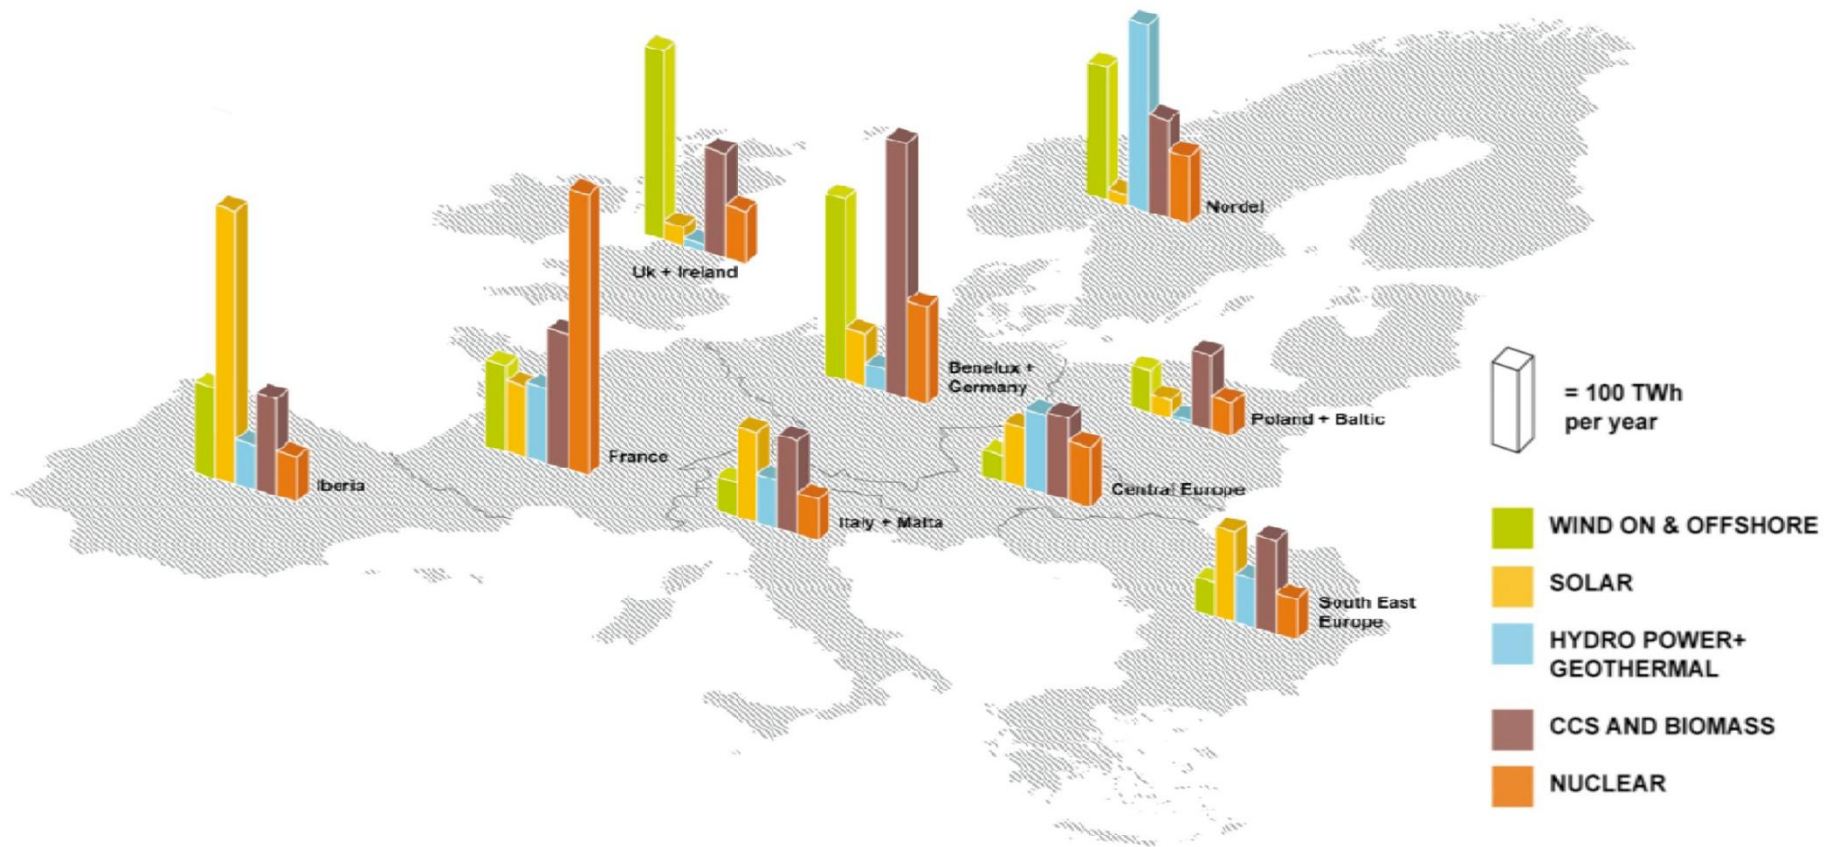 Nordel
Uk + Ireland
Benelux +
Germany
= 100 TWh
per year
Poland + Baltic
France
Iberia
Central Europe
Italy + Malta
WIND ON & OFFSHORE
SOLAR
South East
Europe
HYDRO POWER+
GEOTHERMAL
CCS AND BIOMASS
NUCLEAR